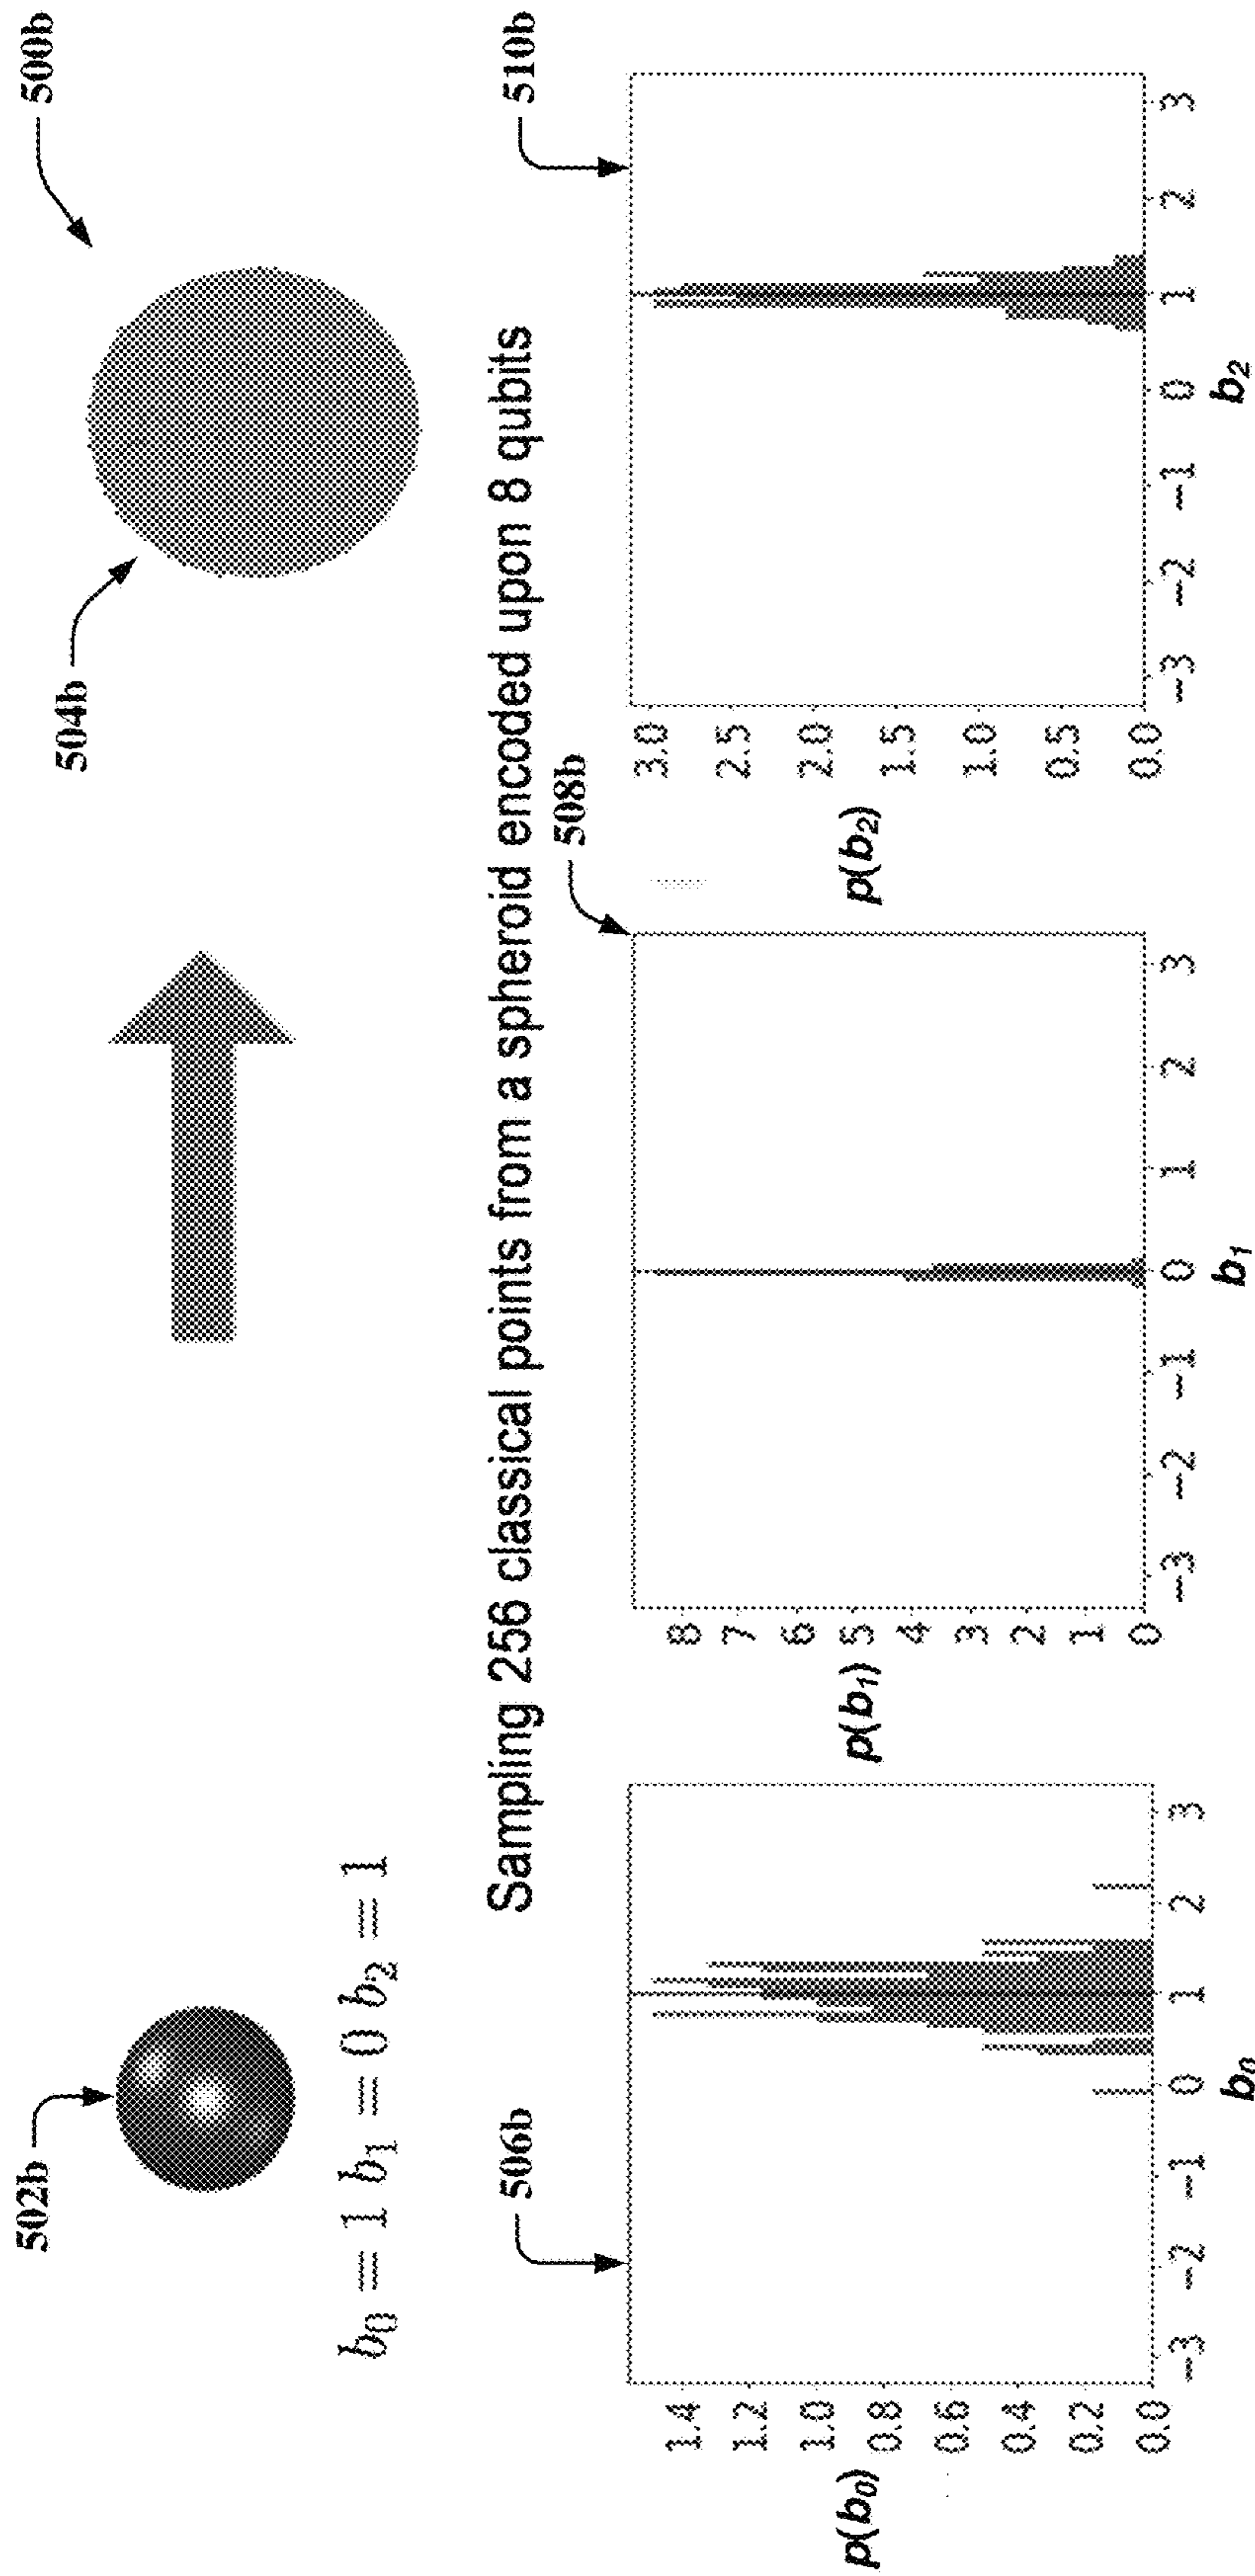 500b
502b
504b
b₀ = 1 b₁ = 0 b₂ = 1
Sampling 256 classical points from a spheroid encoded upon 8 qubits
506b
p(b₀)
1.4
1.2
1.0
0.8
0.6
0.4
0.2
0.0
−3 −2 −1 0 1 2 3
b₀
508b
p(b₁)
8
7
6
5
4
3
2
1
0
−3 −2 −1 0 1 2 3
b₁
510b
p(b₂)
3.0
2.5
2.0
1.5
1.0
0.5
0.0
−3 −2 −1 0 1 2 3
b₂